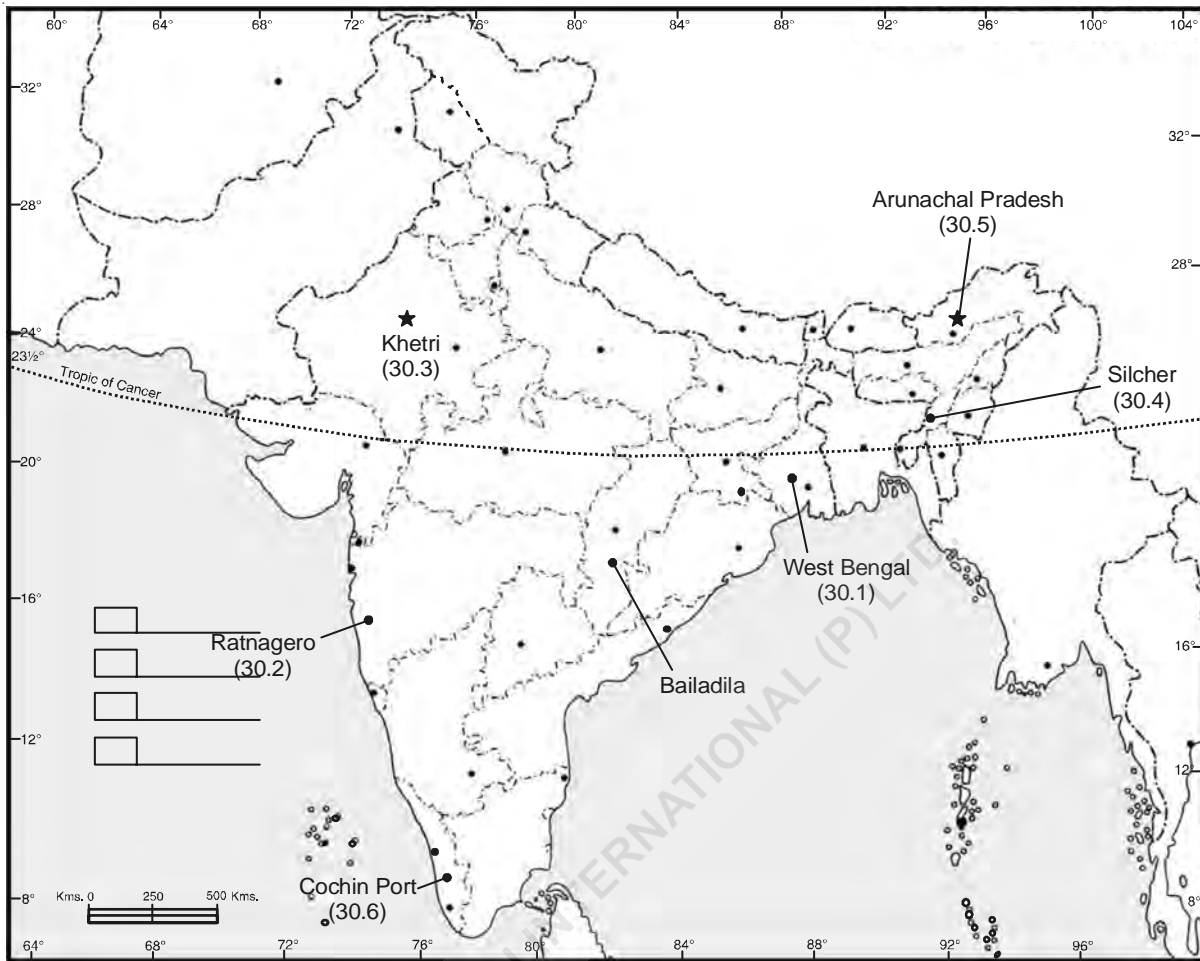 60° 64° 68° 72° 76° 80° 84° 88° 92° 96° 100° 104°
32°
32°
28°
Arunachal Pradesh
(30.5)
28°
24°
Khetri
(30.3)
23½°
Tropic of Cancer
Silcher
(30.4)
20°
20°
West Bengal
(30.1)
16°
Ratnagero
(30.2)
16°
Bailadila
12°
12°
INTERNATIONAL (P) LTD
Cochin Port
(30.6)
Kms. 0 250 500 Kms.
8°
8°
64° 68° 72° 76° 80° 84° 88° 92° 96°